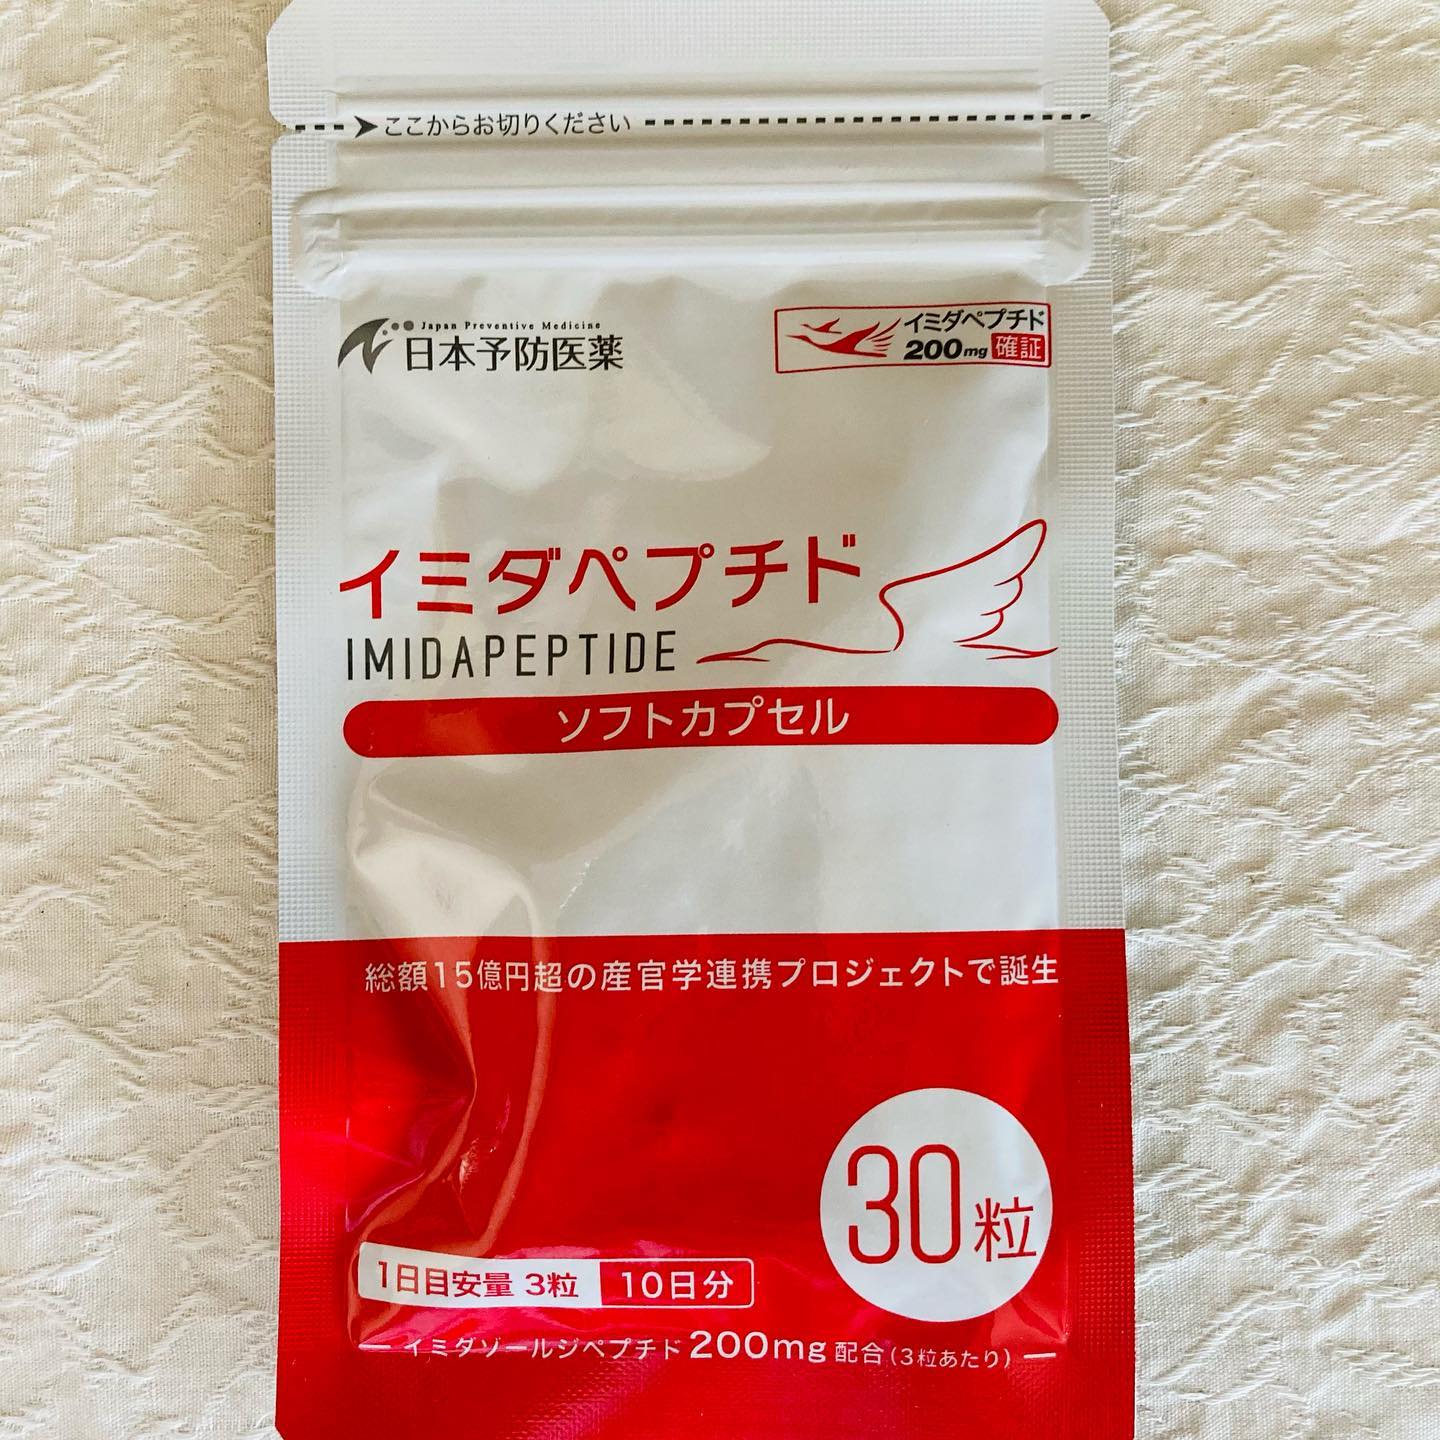 ここからお切りください
Japan Preventive Medicine
日本予防医薬
イミダペプチド
200mg 確証
イミダペプチド
IMIDAPEPTIDE
ソフトカプセル
総額15億円超の産官学連携プロジェクトで誕生
30粒
1日目安量 3粒 10日分
イミダゾールジペプチド 200mg 配合(3粒あたり)